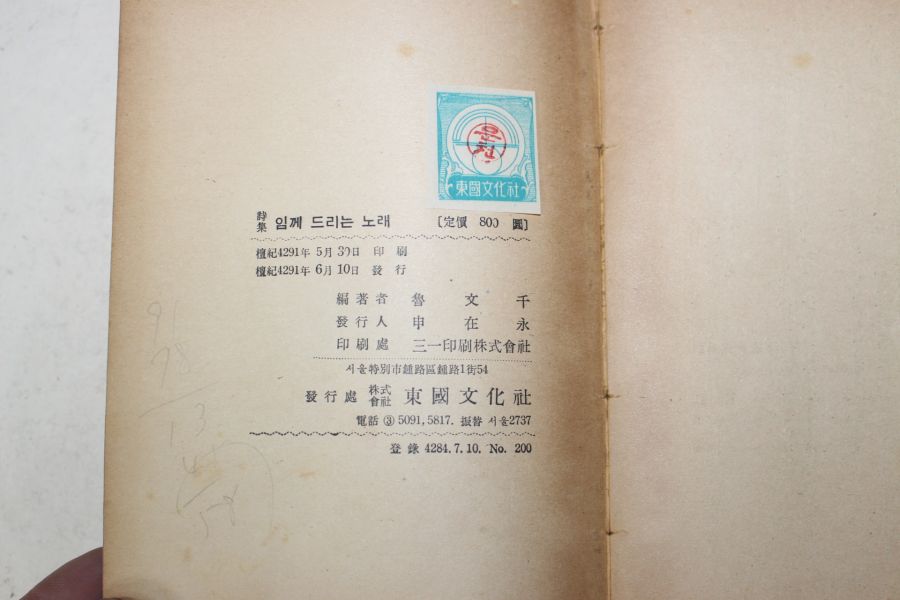 東國文化社
詩集 임께 드리는 노래 [定價 800 圓]
檀紀4291年 5月 30日 印刷
檀紀4291年 6月 10日 發行
編著者 魯文千
發行人 申在永
印刷處 三一印刷株式會社
서울特別市鍾路區鍾路1街54
發行處 株式會社 東國文化社
電話 ③ 5091, 5817. 振替 서울2737
登錄 4284. 7. 10. No. 200